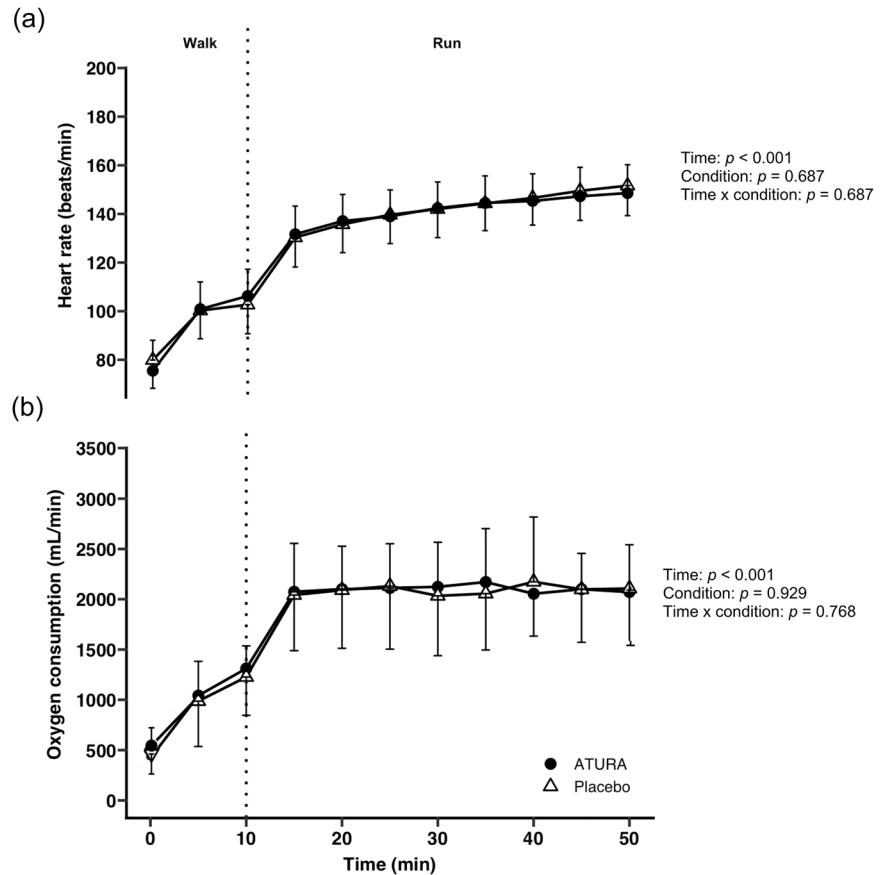 (a)
Walk
Run
200
180
160
140
120
100
80
Heart rate (beats/min)
Time: p < 0.001
Condition: p = 0.687
Time x condition: p = 0.687
(b)
3500
3000
2500
2000
1500
1000
500
0
Oxygen consumption (mL/min)
Time: p < 0.001
Condition: p = 0.929
Time x condition: p = 0.768
ATURA
Placebo
0 10 20 30 40 50
Time (min)